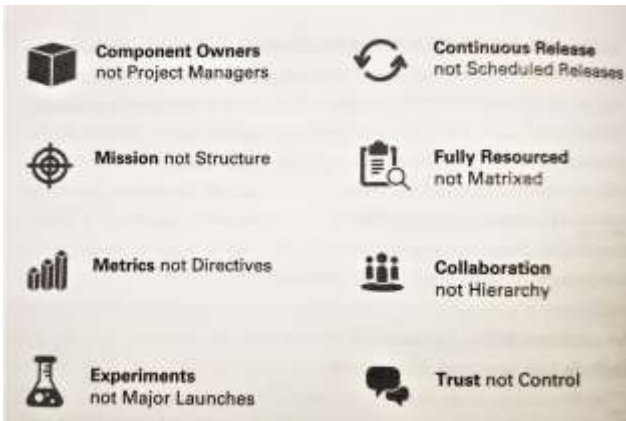 Component Owners
not Project Managers
Mission not Structure
Metrics not Directives
Experiments
not Major Launches
Continuous Release
not Scheduled Releases
Fully Resourced
not Matrixed
Collaboration
not Hierarchy
Trust not Control